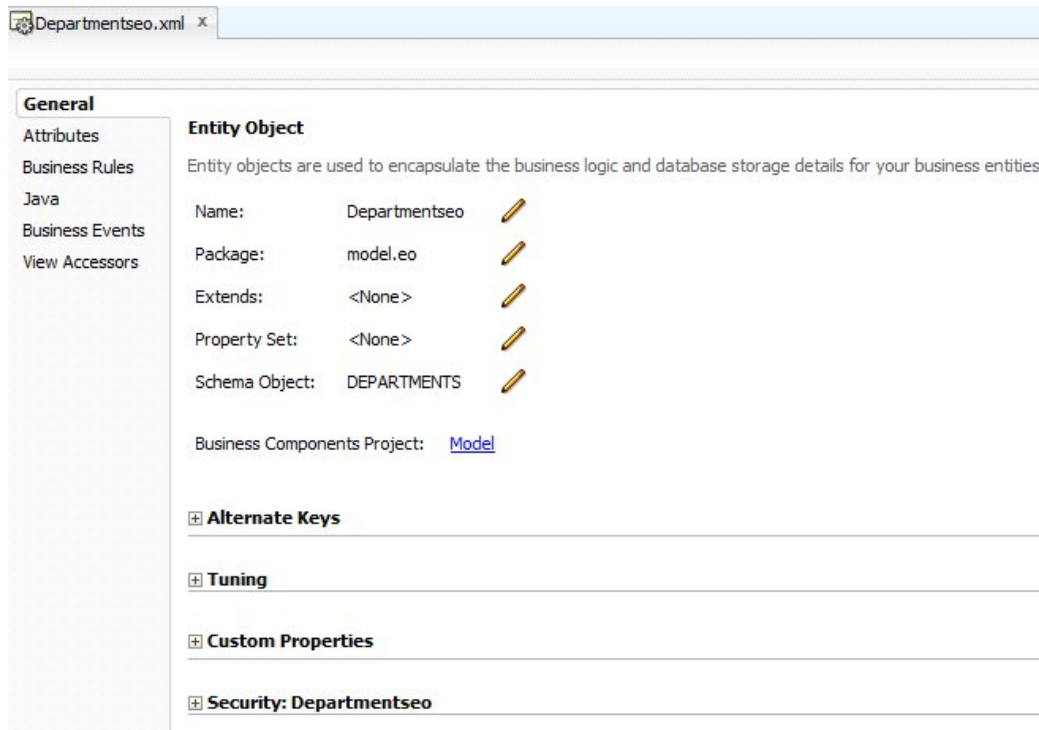 Departmentseo.xml x
General
Attributes
Business Rules
Java
Business Events
View Accessors
Entity Object
Entity objects are used to encapsulate the business logic and database storage details for your business entities
Name: Departmentseo
Package: model.eo
Extends: <None>
Property Set: <None>
Schema Object: DEPARTMENTS
Business Components Project: Model
Alternate Keys
Tuning
Custom Properties
Security: Departmentseo